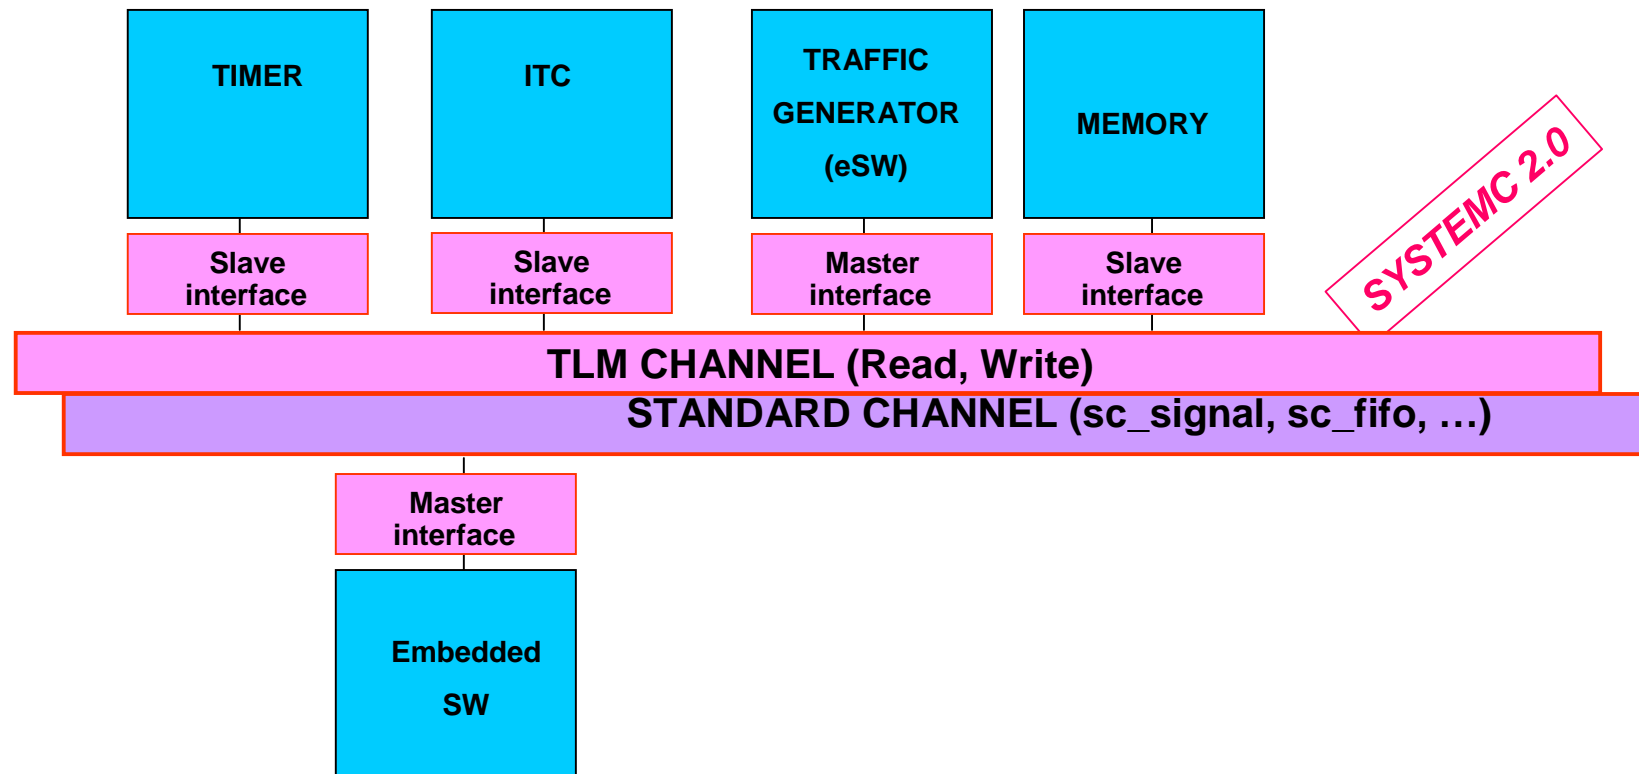 TIMER
ITC
TRAFFIC
GENERATOR
(eSW)
MEMORY
SYSTEMC 2.0
Slave
interface
Slave
interface
Master
interface
Slave
interface
TLM CHANNEL (Read, Write)
STANDARD CHANNEL (sc_signal, sc_fifo, …)
Master
interface
Embedded
SW